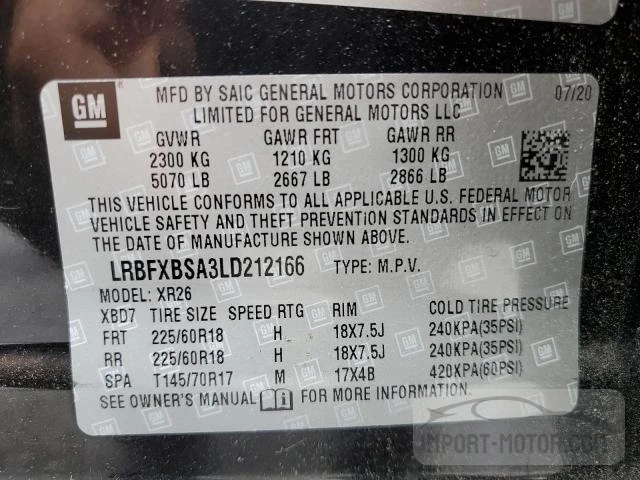 GM
MFD BY SAIC GENERAL MOTORS CORPORATION 07/20
LIMITED FOR GENERAL MOTORS LLC
GVWR GAWR FRT GAWR RR
2300 KG 1210 KG 1300 KG
5070 LB 2667 LB 2866 LB
THIS VEHICLE CONFORMS TO ALL APPLICABLE U.S. FEDERAL MOTOR
VEHICLE SAFETY AND THEFT PREVENTION STANDARDS IN EFFECT ON
THE DATE OF MANUFACTURE SHOWN ABOVE.
LRBFXBSA3LD212166 TYPE: M.P.V.
MODEL: XR26
XBD7 TIRE SIZE SPEED RTG RIM COLD TIRE PRESSURE
FRT 225/60R18 H 18X7.5J 240KPA(35PSI)
RR 225/60R18 H 18X7.5J 240KPA(35PSI)
SPA T145/70R17 M 17X4B 420KPA(60PSI)
SEE OWNER'S MANUAL FOR MORE INFORMATION.
IMPORT-MOTOR.COM